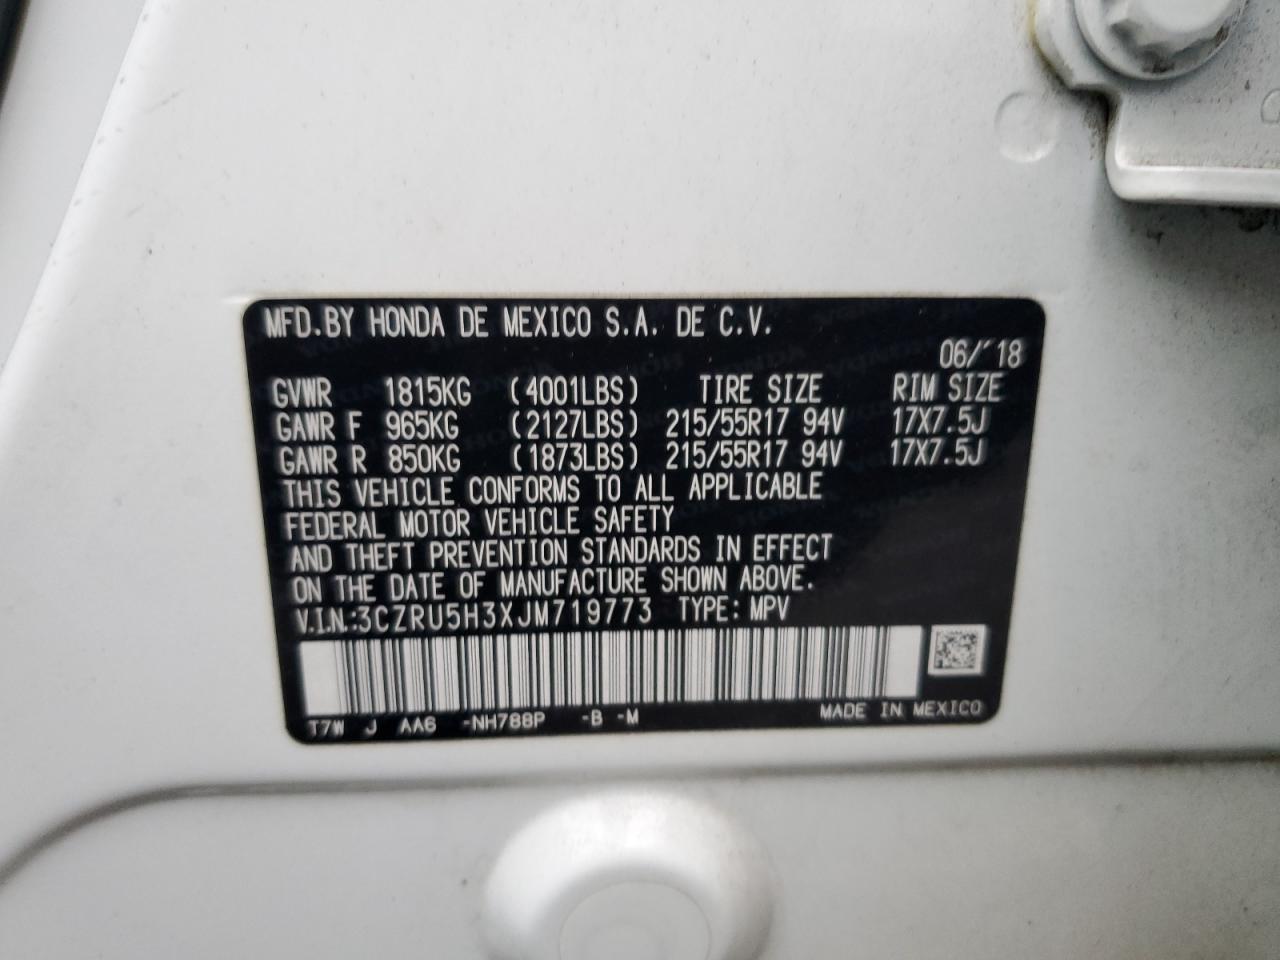 MFD.BY HONDA DE MEXICO S.A. DE C.V.
06/´18
GVWR 1815KG (4001LBS) TIRE SIZE RIM SIZE
GAWR F 965KG (2127LBS) 215/55R17 94V 17X7.5J
GAWR R 850KG (1873LBS) 215/55R17 94V 17X7.5J
THIS VEHICLE CONFORMS TO ALL APPLICABLE
FEDERAL MOTOR VEHICLE SAFETY
AND THEFT PREVENTION STANDARDS IN EFFECT
ON THE DATE OF MANUFACTURE SHOWN ABOVE.
V.I.N.:3CZRU5H3XJM719773 TYPE: MPV
T7W J AA6 -NH788P -B -M MADE IN MEXICO